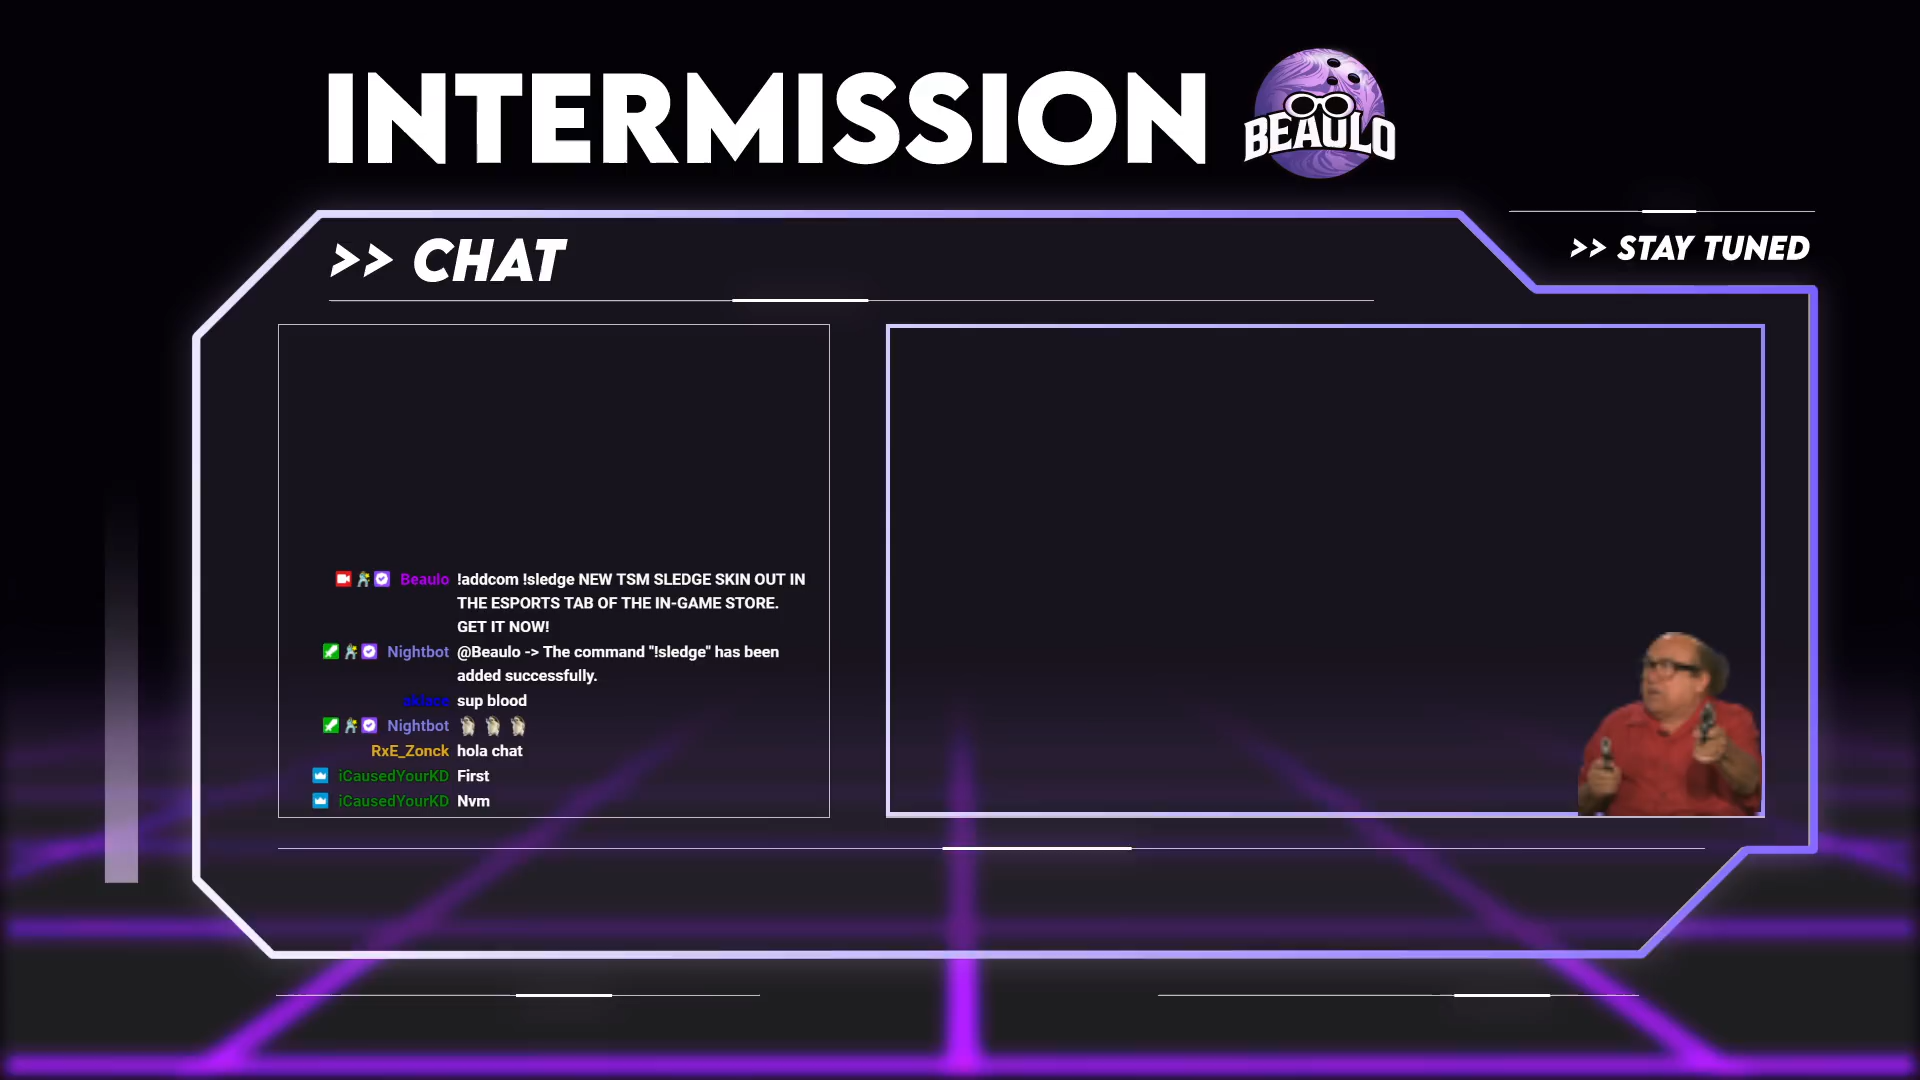 INTERMISSION
BEAULO
>> CHAT
>> STAY TUNED
Beaulo !addcom !sledge NEW TSM SLEDGE SKIN OUT IN
THE ESPORTS TAB OF THE IN-GAME STORE.
GET IT NOW!
Nightbot @Beaulo -> The command "!sledge" has been
added successfully.
sup blood
Nightbot
RxE_Zonck hola chat
iCausedYourKD First
iCausedYourKD Nvm